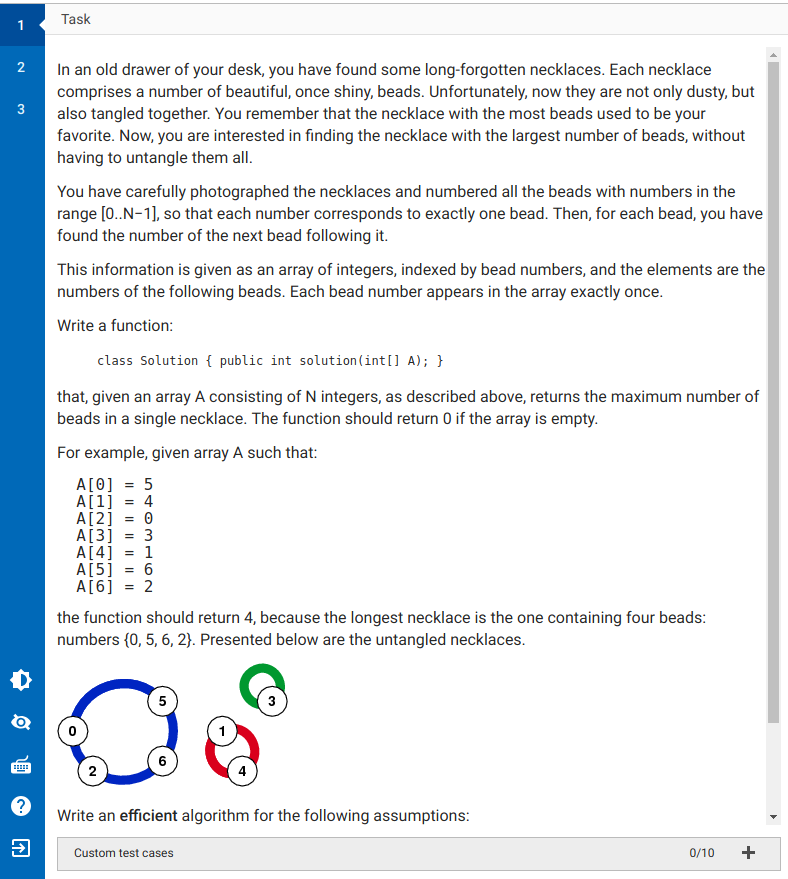 1
Task
2
3
In an old drawer of your desk, you have found some long-forgotten necklaces. Each necklace
comprises a number of beautiful, once shiny, beads. Unfortunately, now they are not only dusty, but
also tangled together. You remember that the necklace with the most beads used to be your
favorite. Now, you are interested in finding the necklace with the largest number of beads, without
having to untangle them all.
You have carefully photographed the necklaces and numbered all the beads with numbers in the
range [0..N−1], so that each number corresponds to exactly one bead. Then, for each bead, you have
found the number of the next bead following it.
This information is given as an array of integers, indexed by bead numbers, and the elements are the
numbers of the following beads. Each bead number appears in the array exactly once.
Write a function:
class Solution { public int solution(int[] A); }
that, given an array A consisting of N integers, as described above, returns the maximum number of
beads in a single necklace. The function should return 0 if the array is empty.
For example, given array A such that:
A[0] = 5
A[1] = 4
A[2] = 0
A[3] = 3
A[4] = 1
A[5] = 6
A[6] = 2
the function should return 4, because the longest necklace is the one containing four beads:
numbers {0, 5, 6, 2}. Presented below are the untangled necklaces.
5
3
0
1
6
2
4
Write an efficient algorithm for the following assumptions:
Custom test cases
0/10